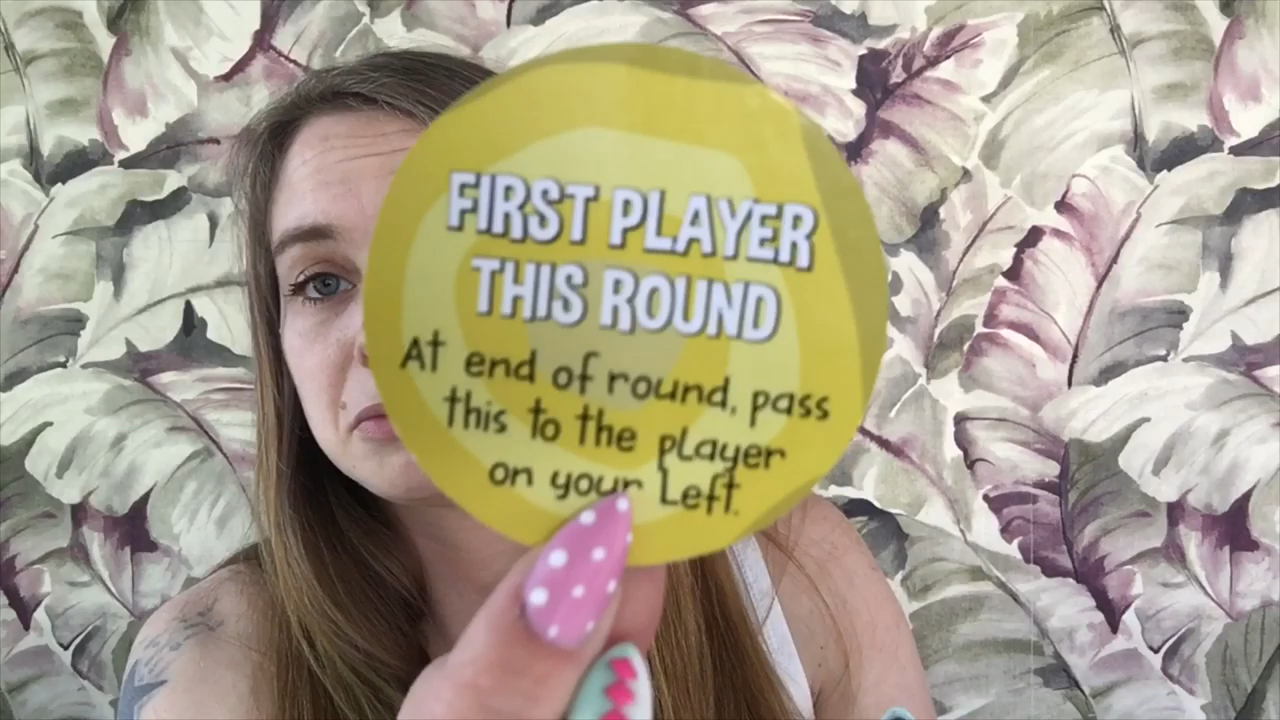 FIRST PLAYER
THIS ROUND
At end of round, pass
this to the player
on your Left.